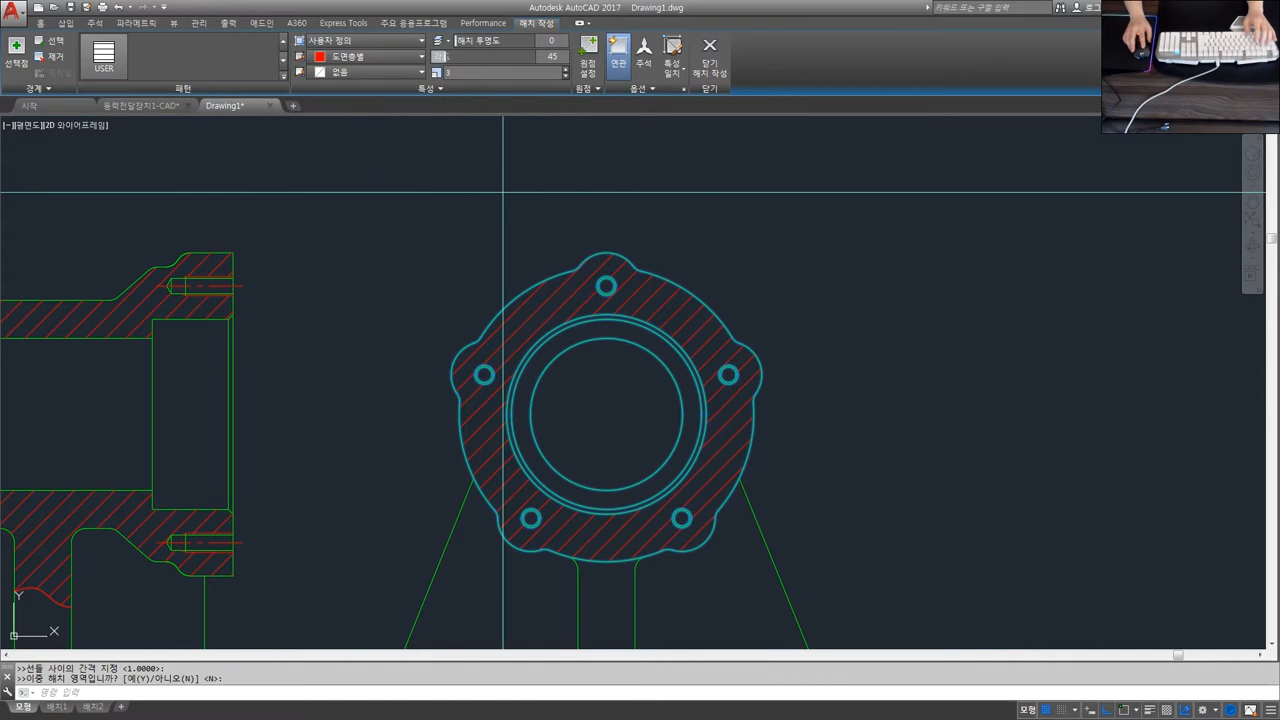 Autodesk AutoCAD 2017   Drawing1.dwg
키워드 또는 구절 입력
로그
홈 삽입 주석 파라메트릭 뷰 관리 출력 애드인 A360 Express Tools 주요 응용프로그램 Performance 해치 작성
선택
선택점
제거
USER
사용자 정의
도면층별
없음
해치 투명도 0
45
3
원점
설정
연관
주석
특성
일치
닫기
해치 작성
경계 패턴 특성 원점 옵션 닫기
시작 동력전달장치1-CAD* Drawing1*
[−][평면도][2D 와이어프레임]
Y
X
>>선들 사이의 간격 지정 <1.0000>:
>>이중 해치 영역입니까? [예(Y)/아니오(N)] <N>:
명령 입력
모형 배치1 배치2
모형